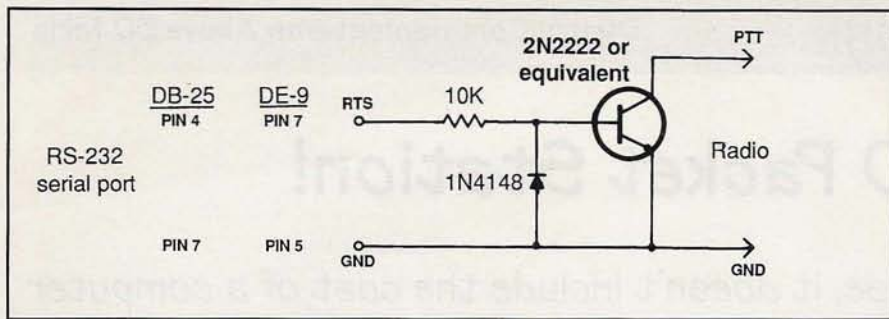 2N2222 or
equivalent
PTT
DB-25
DE-9
RTS
10K
PIN 4
PIN 7
RS-232
serial port
1N4148
Radio
PIN 7
PIN 5
GND
GND
O Packet Station!
ue, it doesn't include the cost of a computer